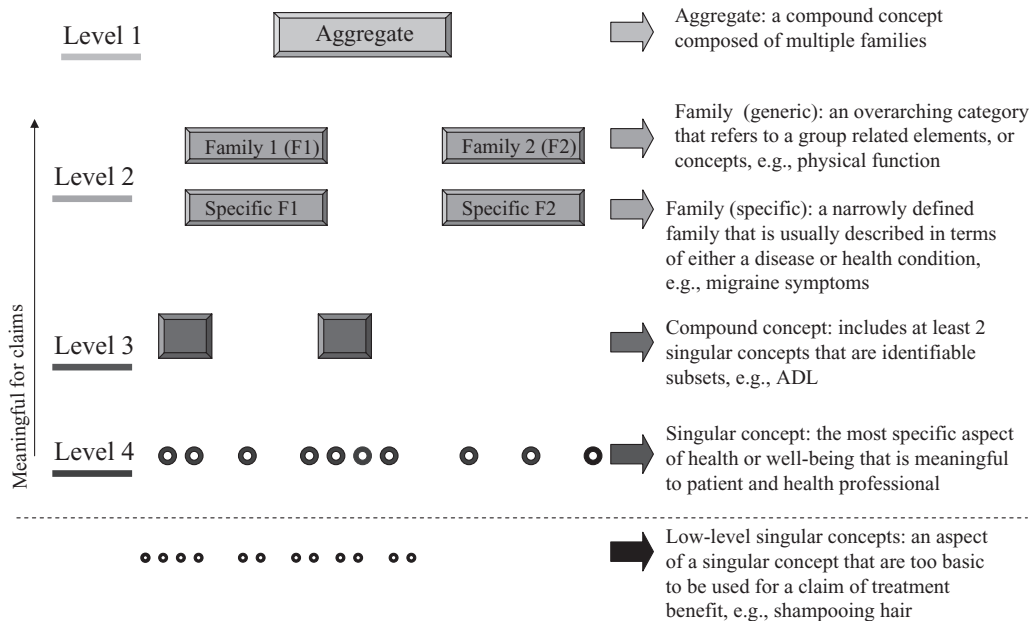 Level 1
Aggregate
Aggregate: a compound concept
composed of multiple families
Meaningful for claims
Level 2
Family 1 (F1)
Family 2 (F2)
Family (generic): an overarching category
that refers to a group related elements, or
concepts, e.g., physical function
Specific F1
Specific F2
Family (specific): a narrowly defined
family that is usually described in terms
of either a disease or health condition,
e.g., migraine symptoms
Level 3
Compound concept: includes at least 2
singular concepts that are identifiable
subsets, e.g., ADL
Level 4
Singular concept: the most specific aspect
of health or well-being that is meaningful
to patient and health professional
Low-level singular concepts: an aspect
of a singular concept that are too basic
to be used for a claim of treatment
benefit, e.g., shampooing hair